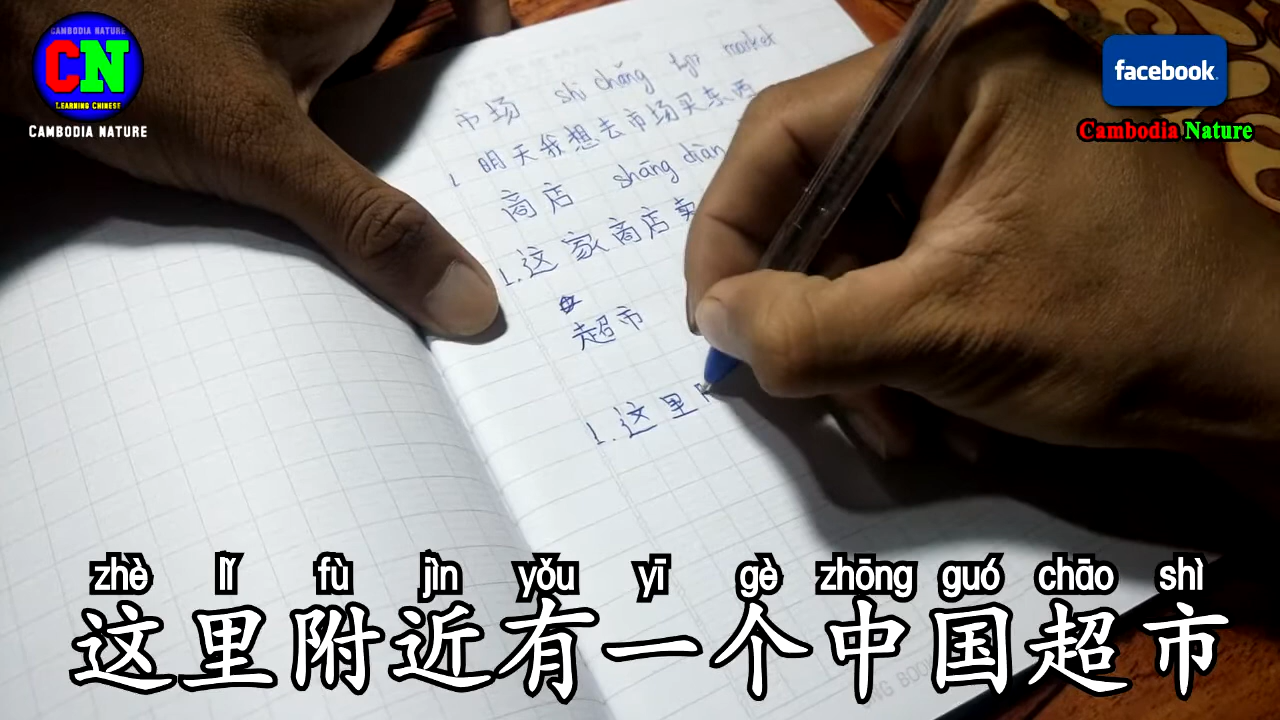 CAMBODIA NATURE
CN
LEARNING CHINESE
CAMBODIA NATURE
facebook
Cambodia Nature
市场 shì chǎng market
1 明天我想去市场买东西
商店 shāng diàn
1. 这家商店卖
超市
1. 这里
zhè lǐ fù jìn yǒu yī gè zhōng guó chāo shì
这里附近有一个中国超市